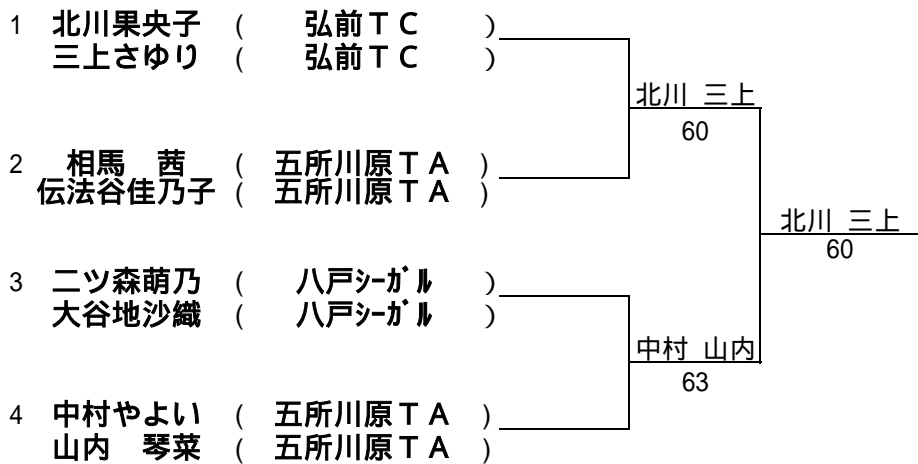 1 北川果央子 ( 弘前ＴＣ )
三上さゆり ( 弘前ＴＣ )
北川 三上
60
2 相馬 茜 ( 五所川原ＴＡ )
伝法谷佳乃子 ( 五所川原ＴＡ )
北川 三上
60
3 二ツ森萌乃 ( 八戸ｼｰｶﾞﾙ )
大谷地沙織 ( 八戸ｼｰｶﾞﾙ )
中村 山内
63
4 中村やよい ( 五所川原ＴＡ )
山内 琴菜 ( 五所川原ＴＡ )